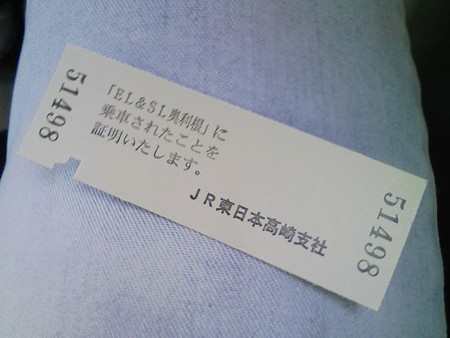 51498
「EL&SL奥利根」に
乗車されたことを
証明いたします。
JR東日本高崎支社
51498